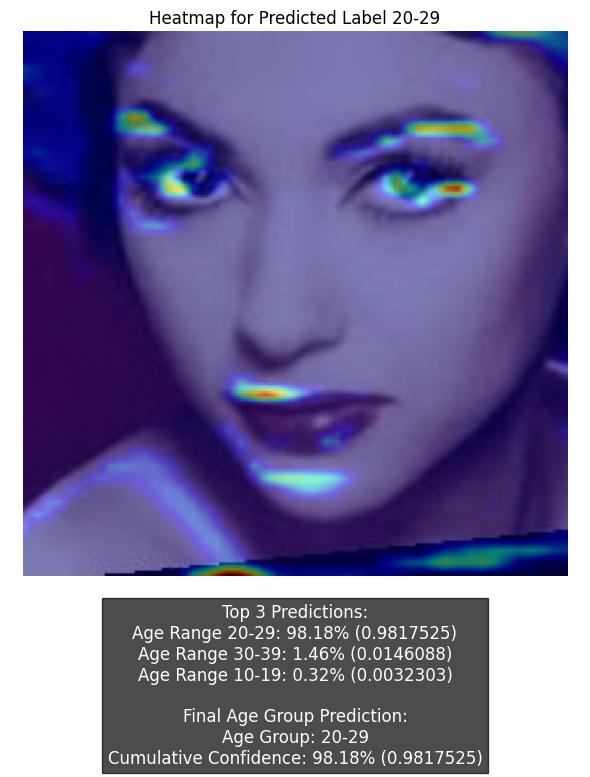 Heatmap for Predicted Label 20-29
Top 3 Predictions:
Age Range 20-29: 98.18% (0.9817525)
Age Range 30-39: 1.46% (0.0146088)
Age Range 10-19: 0.32% (0.0032303)
Final Age Group Prediction:
Age Group: 20-29
Cumulative Confidence: 98.18% (0.9817525)